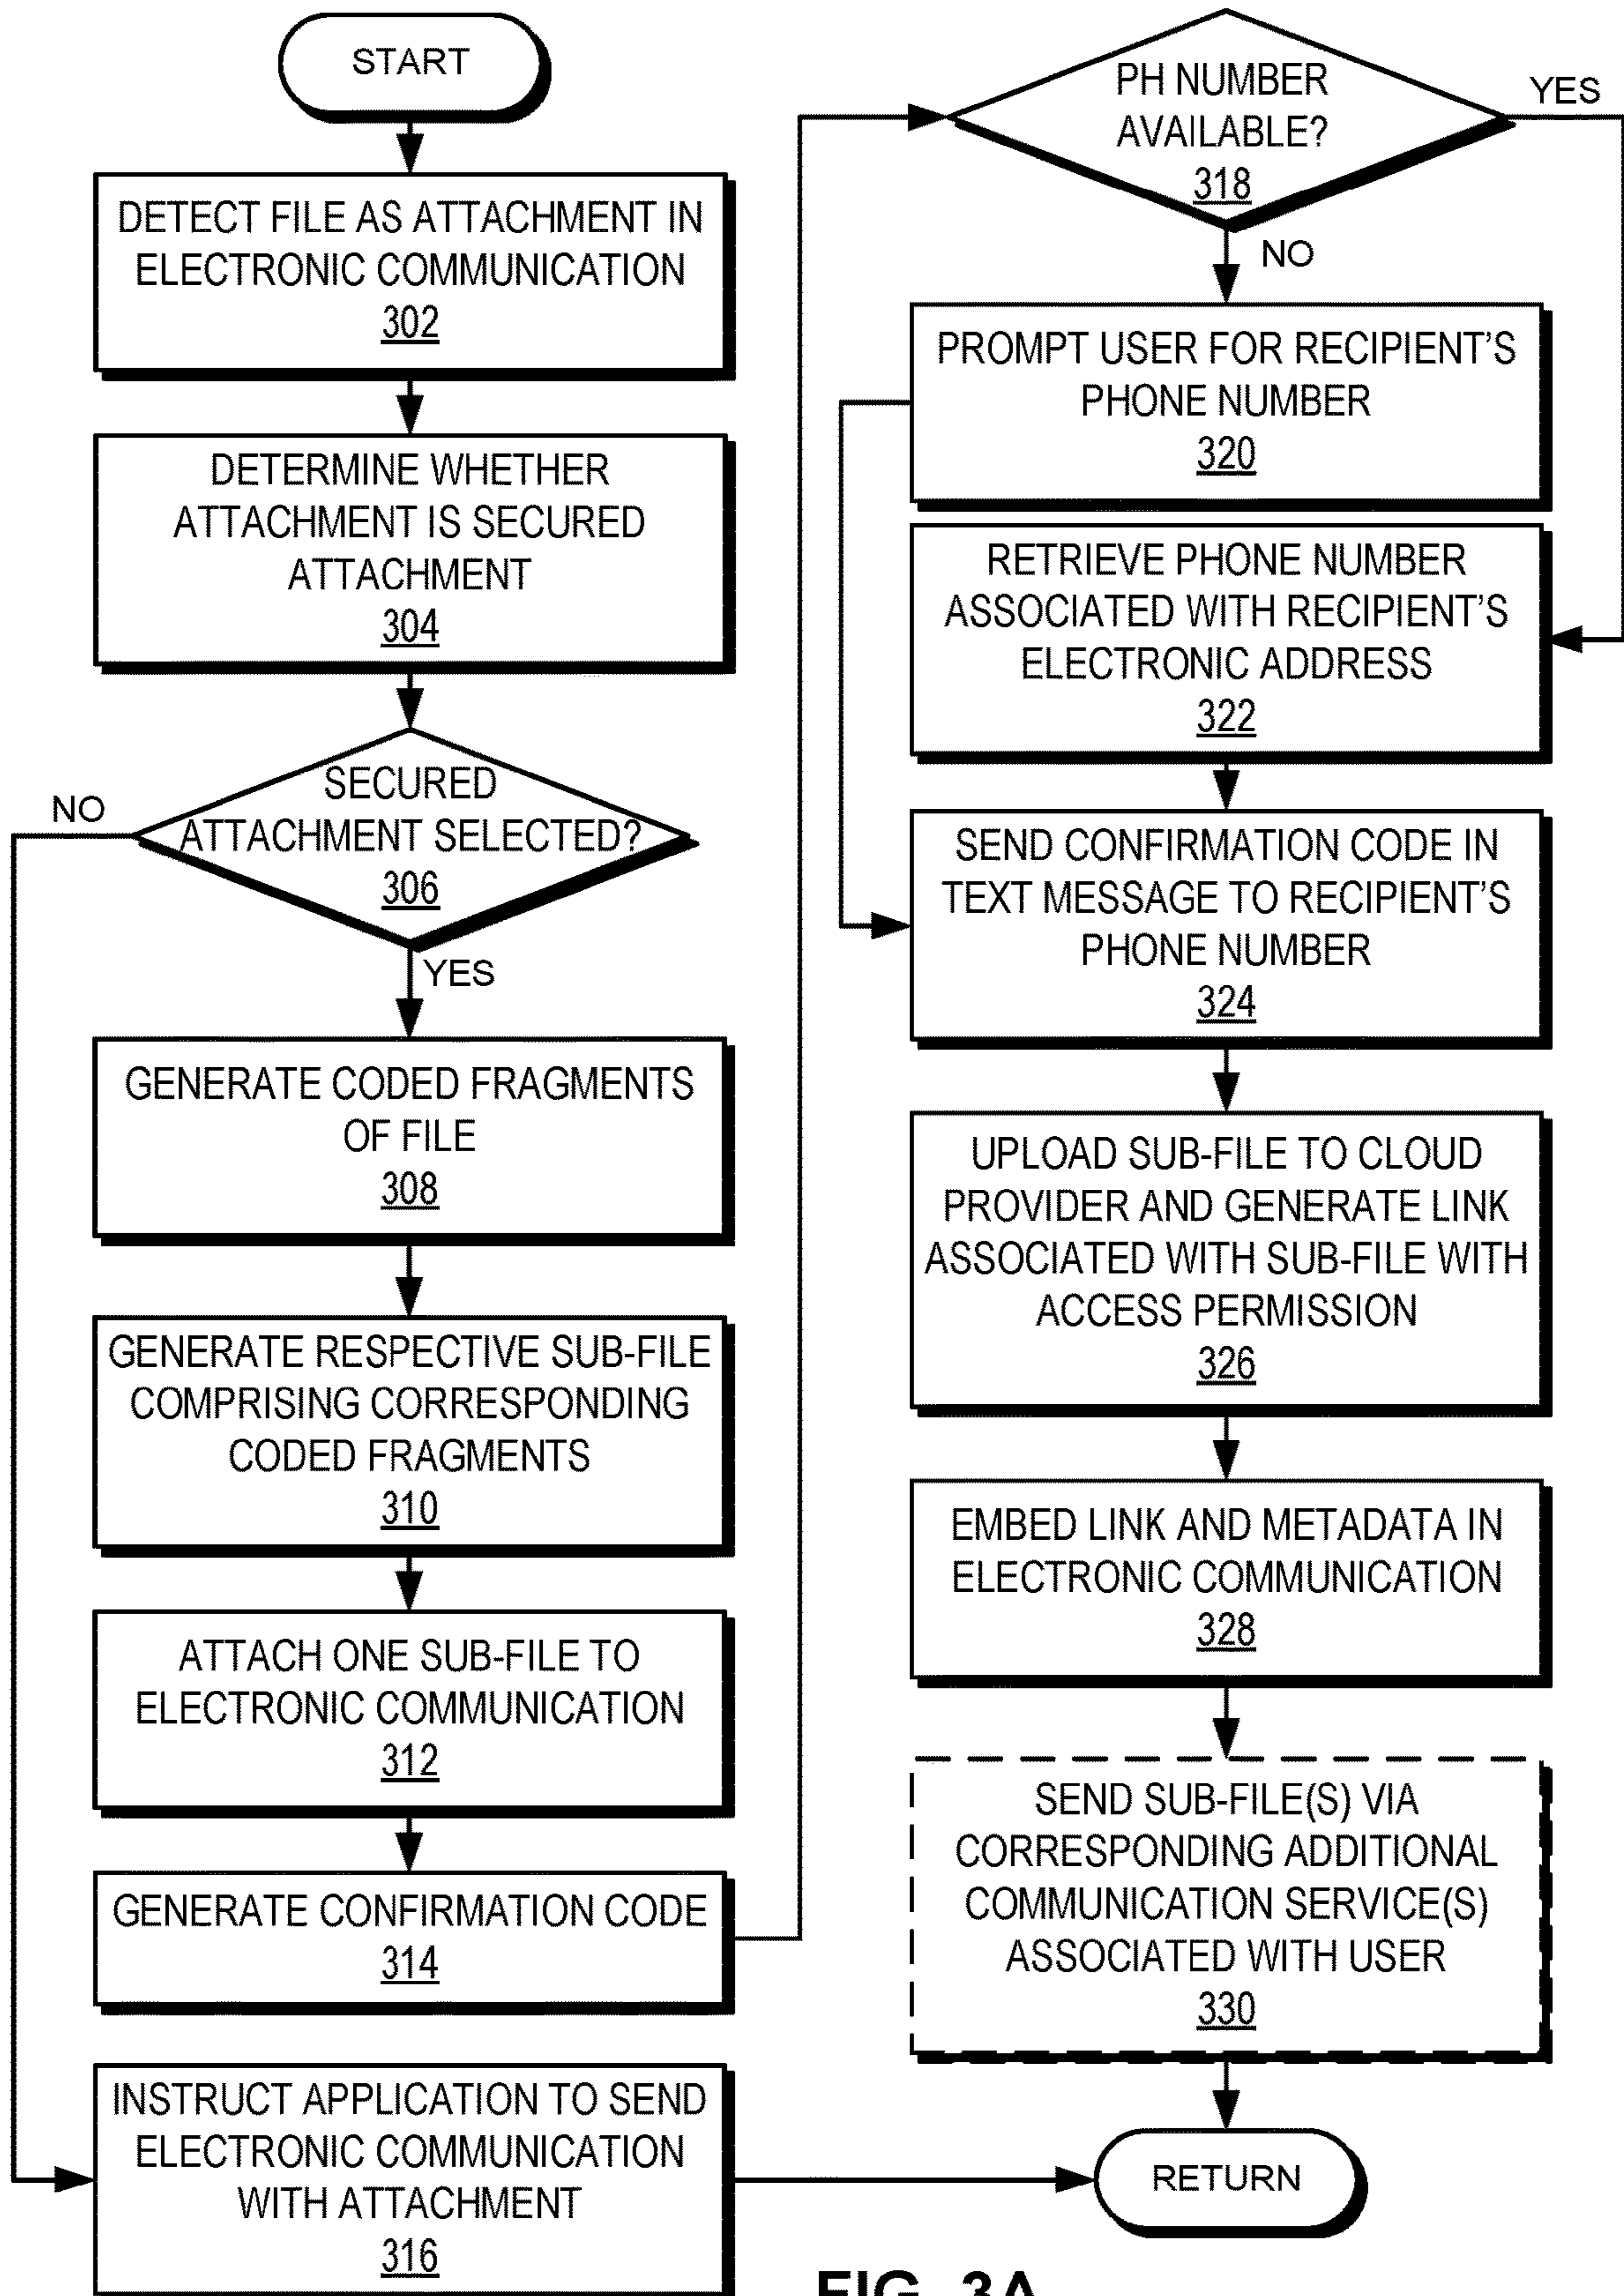 START
DETECT FILE AS ATTACHMENT IN
ELECTRONIC COMMUNICATION
302
DETERMINE WHETHER
ATTACHMENT IS SECURED
ATTACHMENT
304
SECURED
ATTACHMENT SELECTED?
306
NO
YES
GENERATE CODED FRAGMENTS
OF FILE
308
GENERATE RESPECTIVE SUB-FILE
COMPRISING CORRESPONDING
CODED FRAGMENTS
310
ATTACH ONE SUB-FILE TO
ELECTRONIC COMMUNICATION
312
GENERATE CONFIRMATION CODE
314
INSTRUCT APPLICATION TO SEND
ELECTRONIC COMMUNICATION
WITH ATTACHMENT
316
PH NUMBER
AVAILABLE?
318
YES
NO
PROMPT USER FOR RECIPIENT'S
PHONE NUMBER
320
RETRIEVE PHONE NUMBER
ASSOCIATED WITH RECIPIENT'S
ELECTRONIC ADDRESS
322
SEND CONFIRMATION CODE IN
TEXT MESSAGE TO RECIPIENT'S
PHONE NUMBER
324
UPLOAD SUB-FILE TO CLOUD
PROVIDER AND GENERATE LINK
ASSOCIATED WITH SUB-FILE WITH
ACCESS PERMISSION
326
EMBED LINK AND METADATA IN
ELECTRONIC COMMUNICATION
328
SEND SUB-FILE(S) VIA
CORRESPONDING ADDITIONAL
COMMUNICATION SERVICE(S)
ASSOCIATED WITH USER
330
RETURN
FIG. 3A